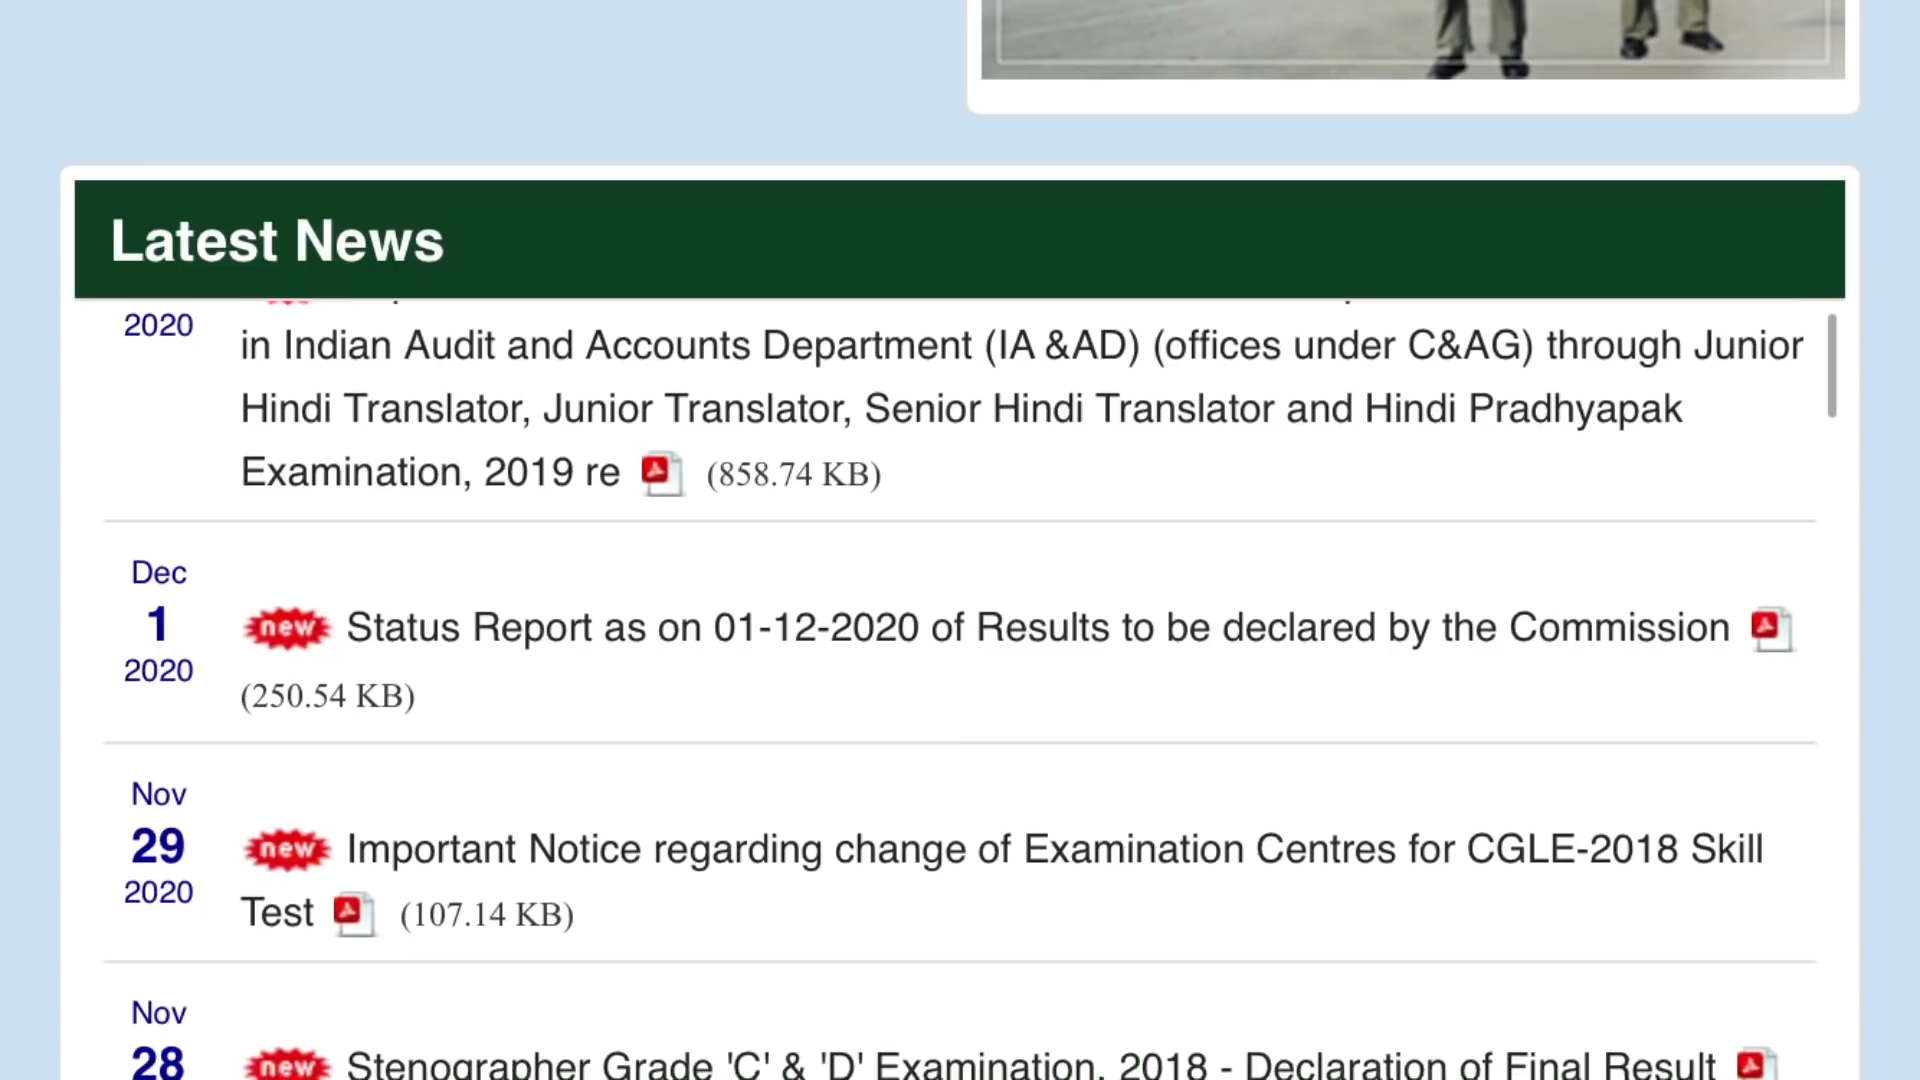 Latest News
2020
in Indian Audit and Accounts Department (IA &AD) (offices under C&AG) through Junior
Hindi Translator, Junior Translator, Senior Hindi Translator and Hindi Pradhyapak
Examination, 2019 re (858.74 KB)
Dec
1
2020
new Status Report as on 01-12-2020 of Results to be declared by the Commission
(250.54 KB)
Nov
29
2020
new Important Notice regarding change of Examination Centres for CGLE-2018 Skill
Test (107.14 KB)
Nov
28
new Stenographer Grade 'C' & 'D' Examination, 2018 - Declaration of Final Result